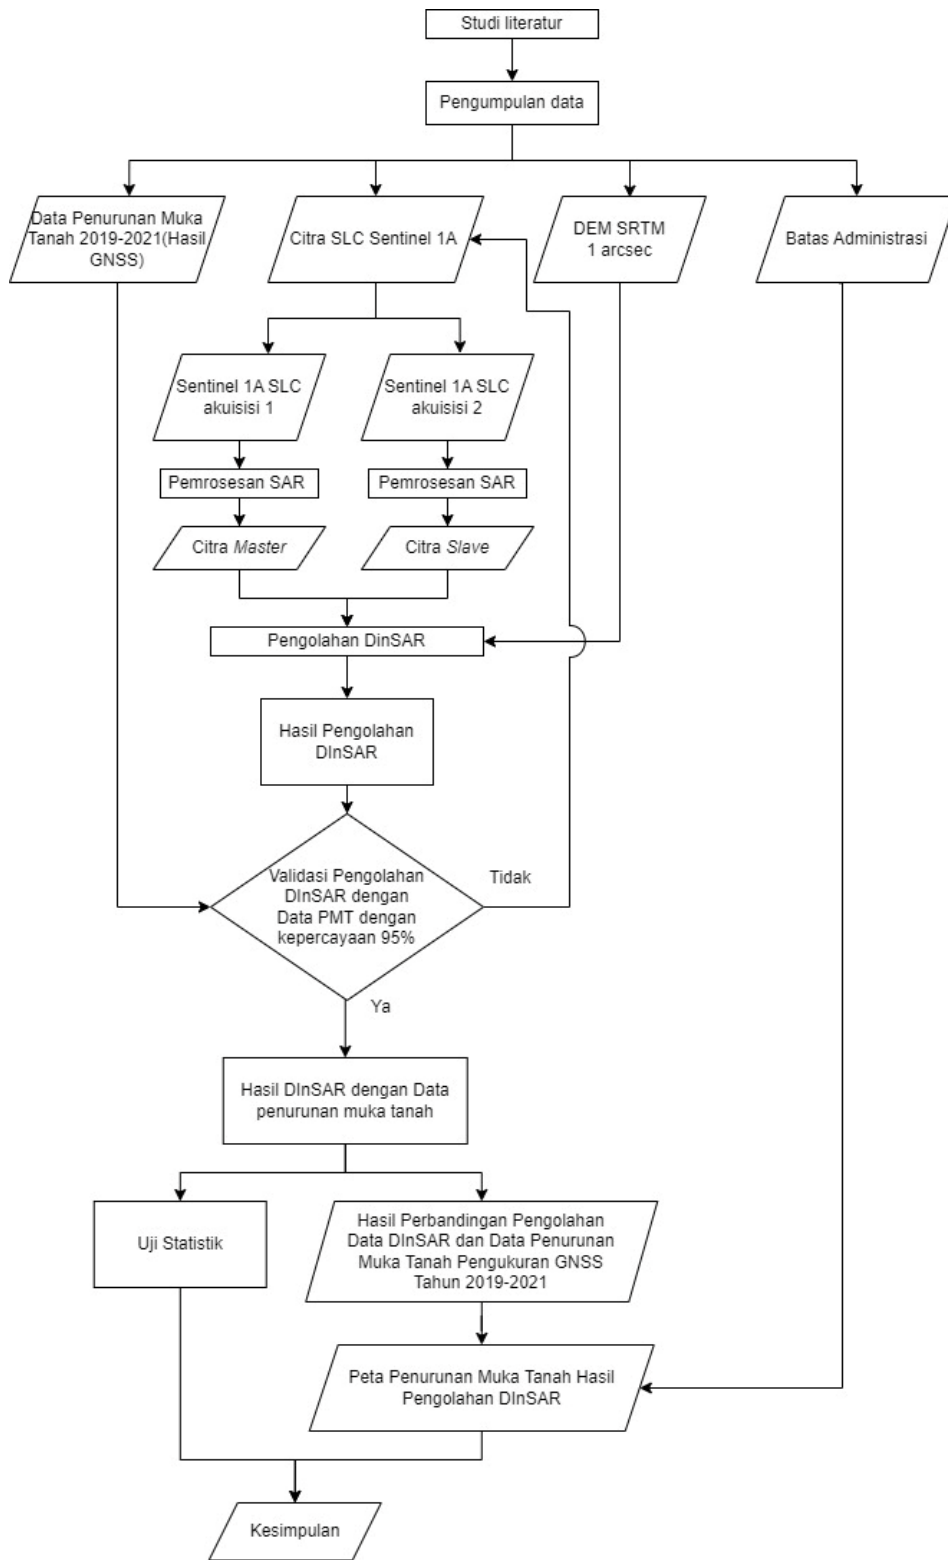 Studi literatur
Pengumpulan data
Data Penurunan Muka
Tanah 2019-2021(Hasil
GNSS)
Citra SLC Sentinel 1A
DEM SRTM
1 arcsec
Batas Administrasi
Sentinel 1A SLC
akuisisi 1
Sentinel 1A SLC
akuisisi 2
Pemrosesan SAR
Pemrosesan SAR
Citra Master
Citra Slave
Pengolahan DinSAR
Hasil Pengolahan
DInSAR
Validasi Pengolahan
DInSAR dengan
Data PMT dengan
kepercayaan 95%
Tidak
Ya
Hasil DInSAR dengan Data
penurunan muka tanah
Uji Statistik
Hasil Perbandingan Pengolahan
Data DInSAR dan Data Penurunan
Muka Tanah Pengukuran GNSS
Tahun 2019-2021
Peta Penurunan Muka Tanah Hasil
Pengolahan DInSAR
Kesimpulan